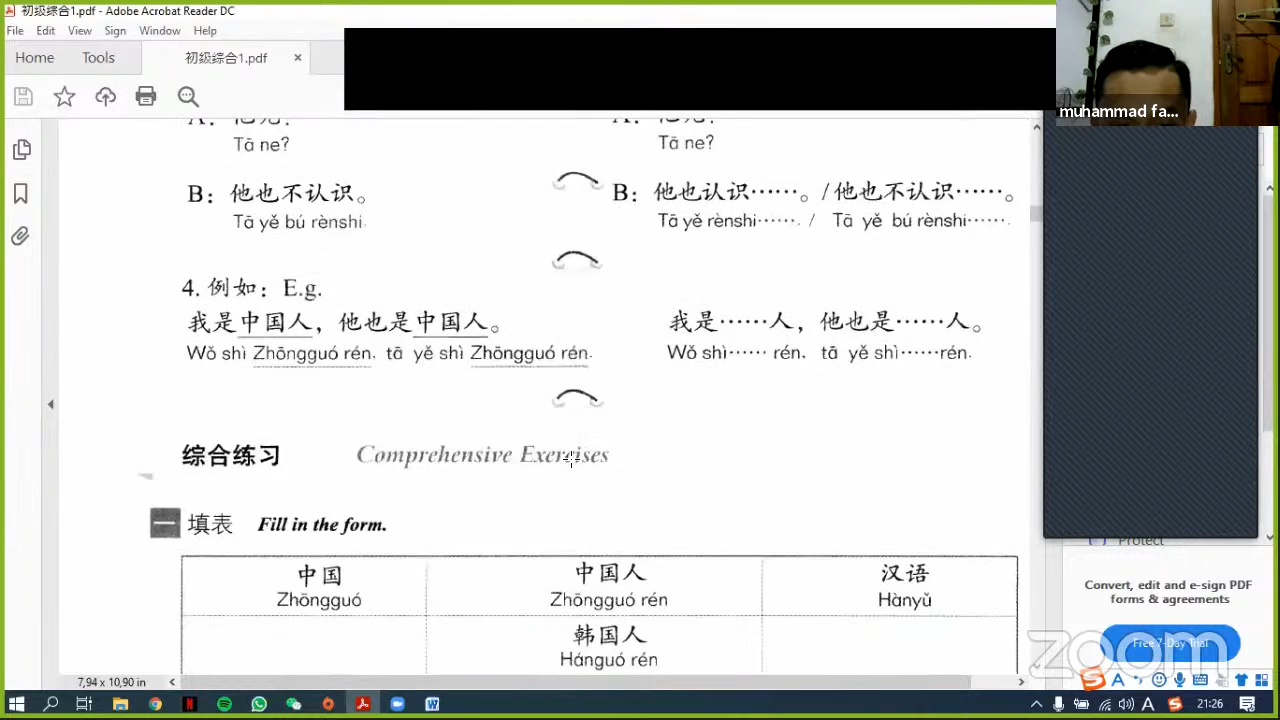 初级综合1.pdf - Adobe Acrobat Reader DC
File Edit View Sign Window Help
Home Tools 初级综合1.pdf ×
muhammad fa...
Tā ne?
Tā ne?
B：他也不认识。
Tā yě bú rènshi.
B：他也认识……。/他也不认识……。
Tā yě rènshi……. / Tā yě bú rènshi…….
4. 例如：E.g.
我是中国人，他也是中国人。
Wǒ shì Zhōngguó rén, tā yě shì Zhōngguó rén.
我是……人，他也是……人。
Wǒ shì…… rén, tā yě shì……rén.
综合练习 Comprehensive Exercises
一 填表 Fill in the form.
中国 中国人 汉语
Zhōngguó Zhōngguó rén Hànyǔ
韩国人
Hánguó rén
Protect
Convert, edit and e-sign PDF
forms & agreements
Free 7-Day Trial
zoom
7,94 x 10,90 in
21:26